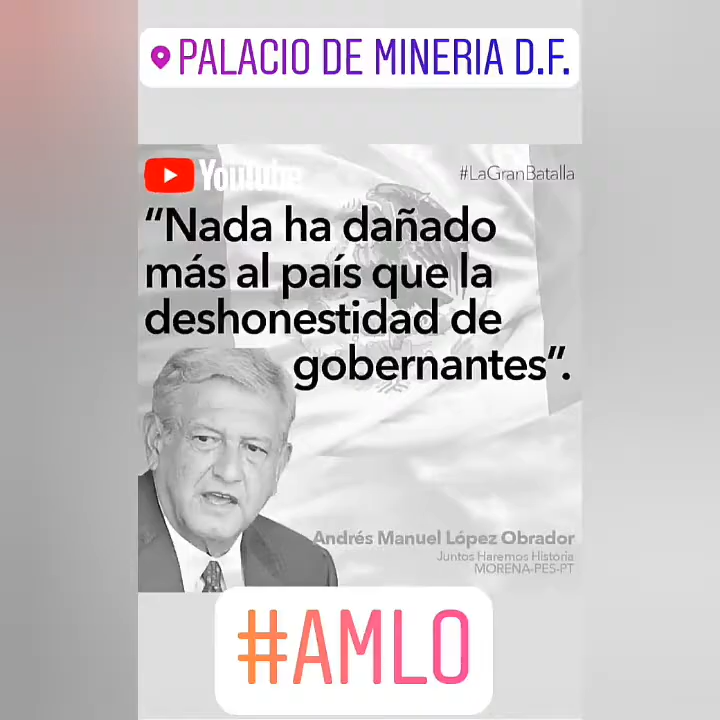 PALACIO DE MINERIA D.F.
YouTube
#LaGranBatalla
“Nada ha dañado
más al país que la
deshonestidad de
gobernantes”.
Andrés Manuel López Obrador
Juntos Haremos Historia
MORENA-PES-PT
#AMLO